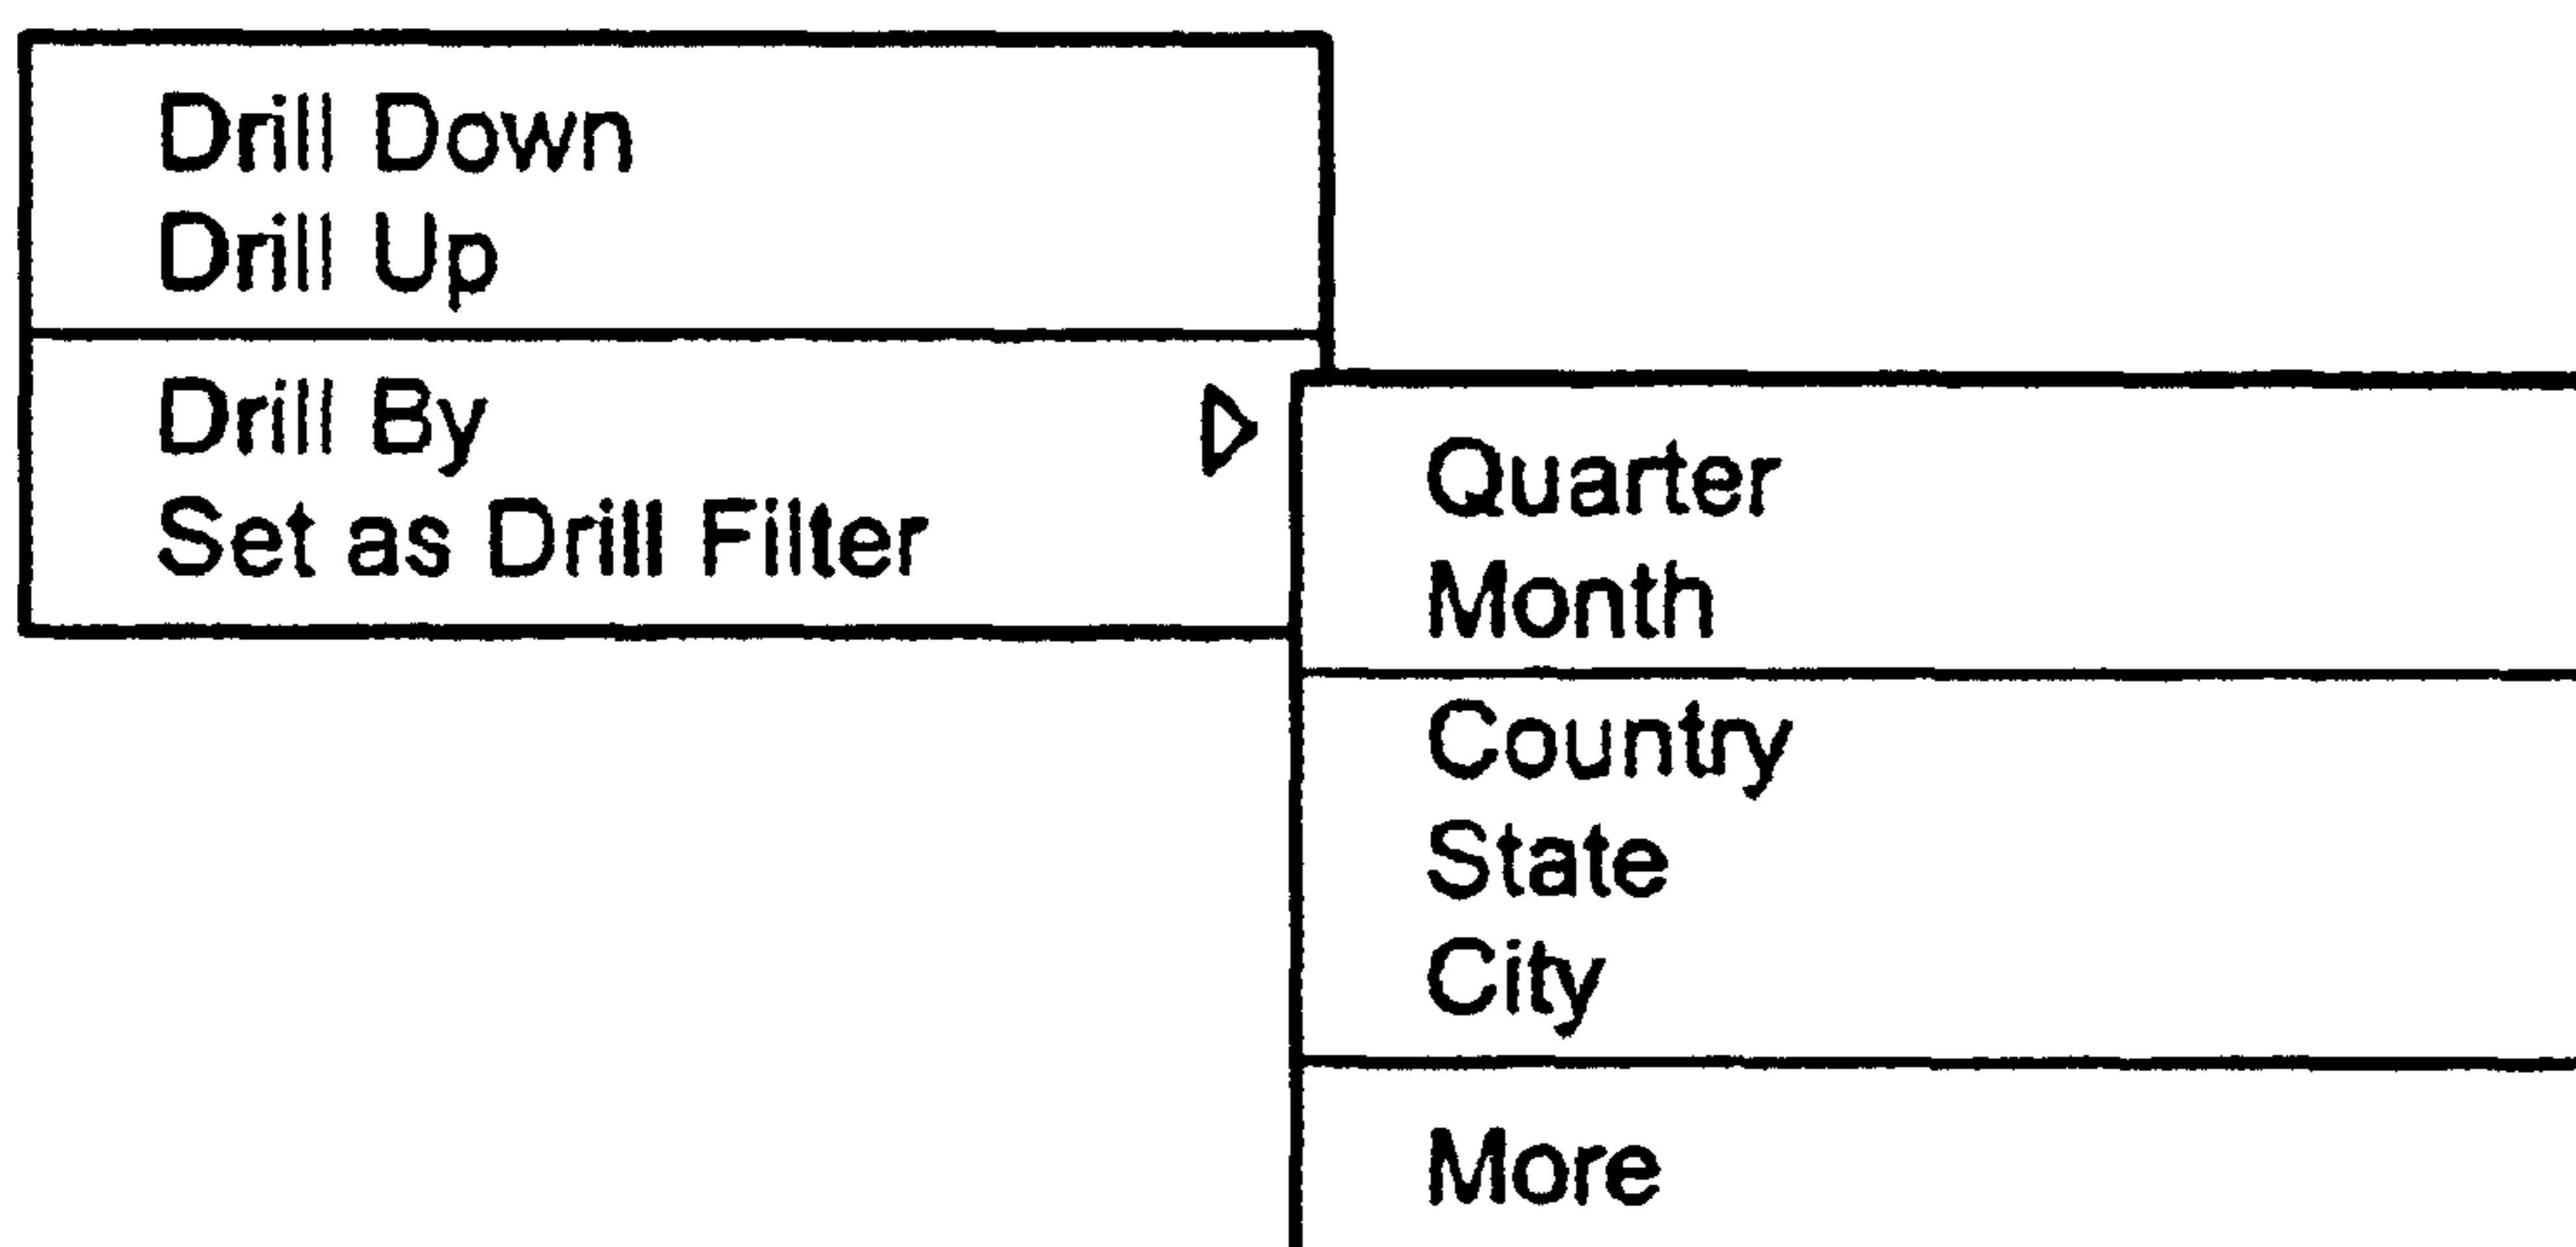 Drill Down
Drill Up
Drill By
Set as Drill Filter
Quarter
Month
Country
State
City
More